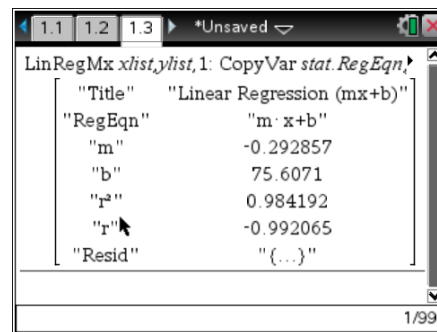 1.1 1.2 1.3 *Unsaved
LinRegMx xlist,ylist,1: CopyVar stat.RegEqn,
"Title" "Linear Regression (mx+b)"
"RegEqn" "m·x+b"
"m" -0.292857
"b" 75.6071
"r²" 0.984192
"r" -0.992065
"Resid" "{...}"
1/99